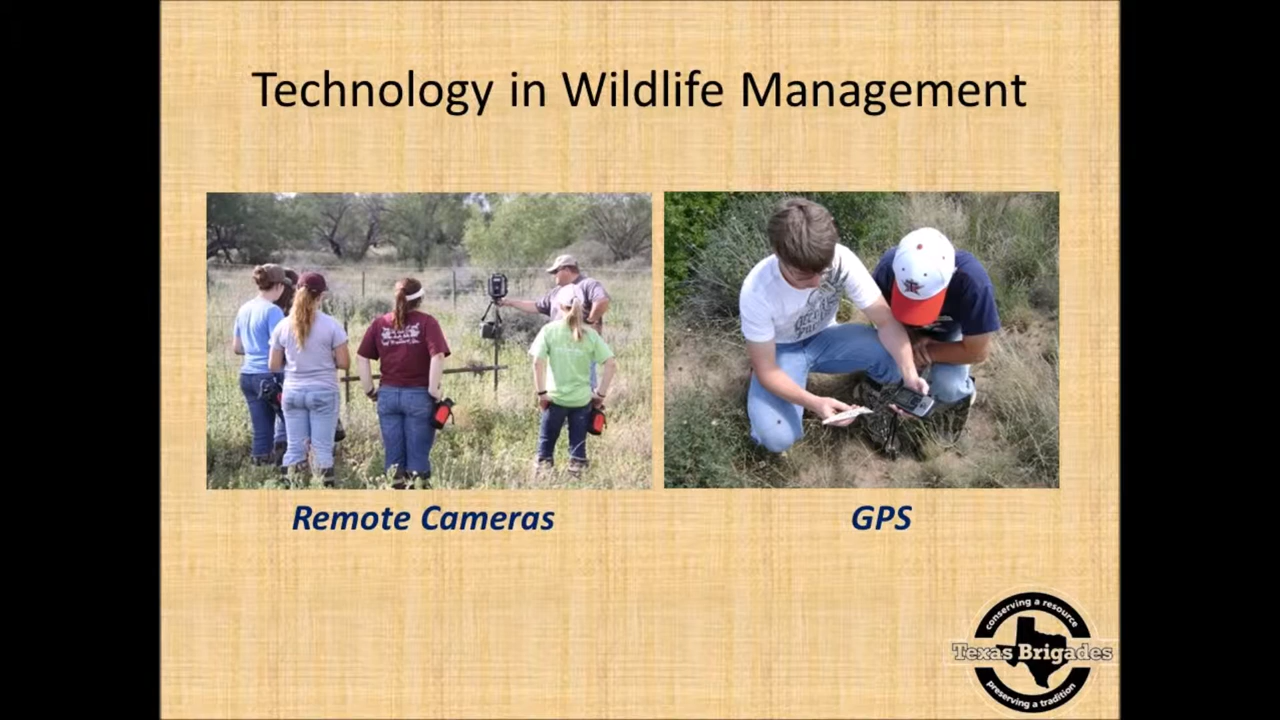 Technology in Wildlife Management
Remote Cameras
GPS
conserving a resource
Texas Brigades
preserving a tradition